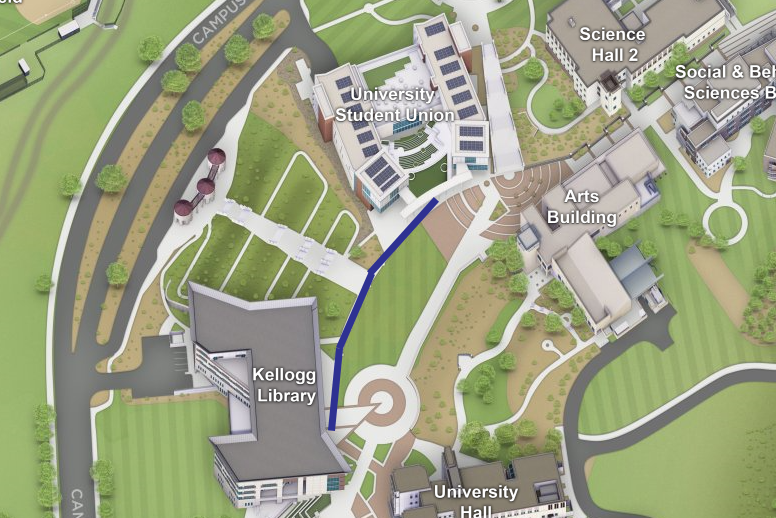 CAMPUS
Science
Hall 2
University
Student Union
Social & Beh
Sciences B
Arts
Building
Kellogg
Library
University
Hall
CAM